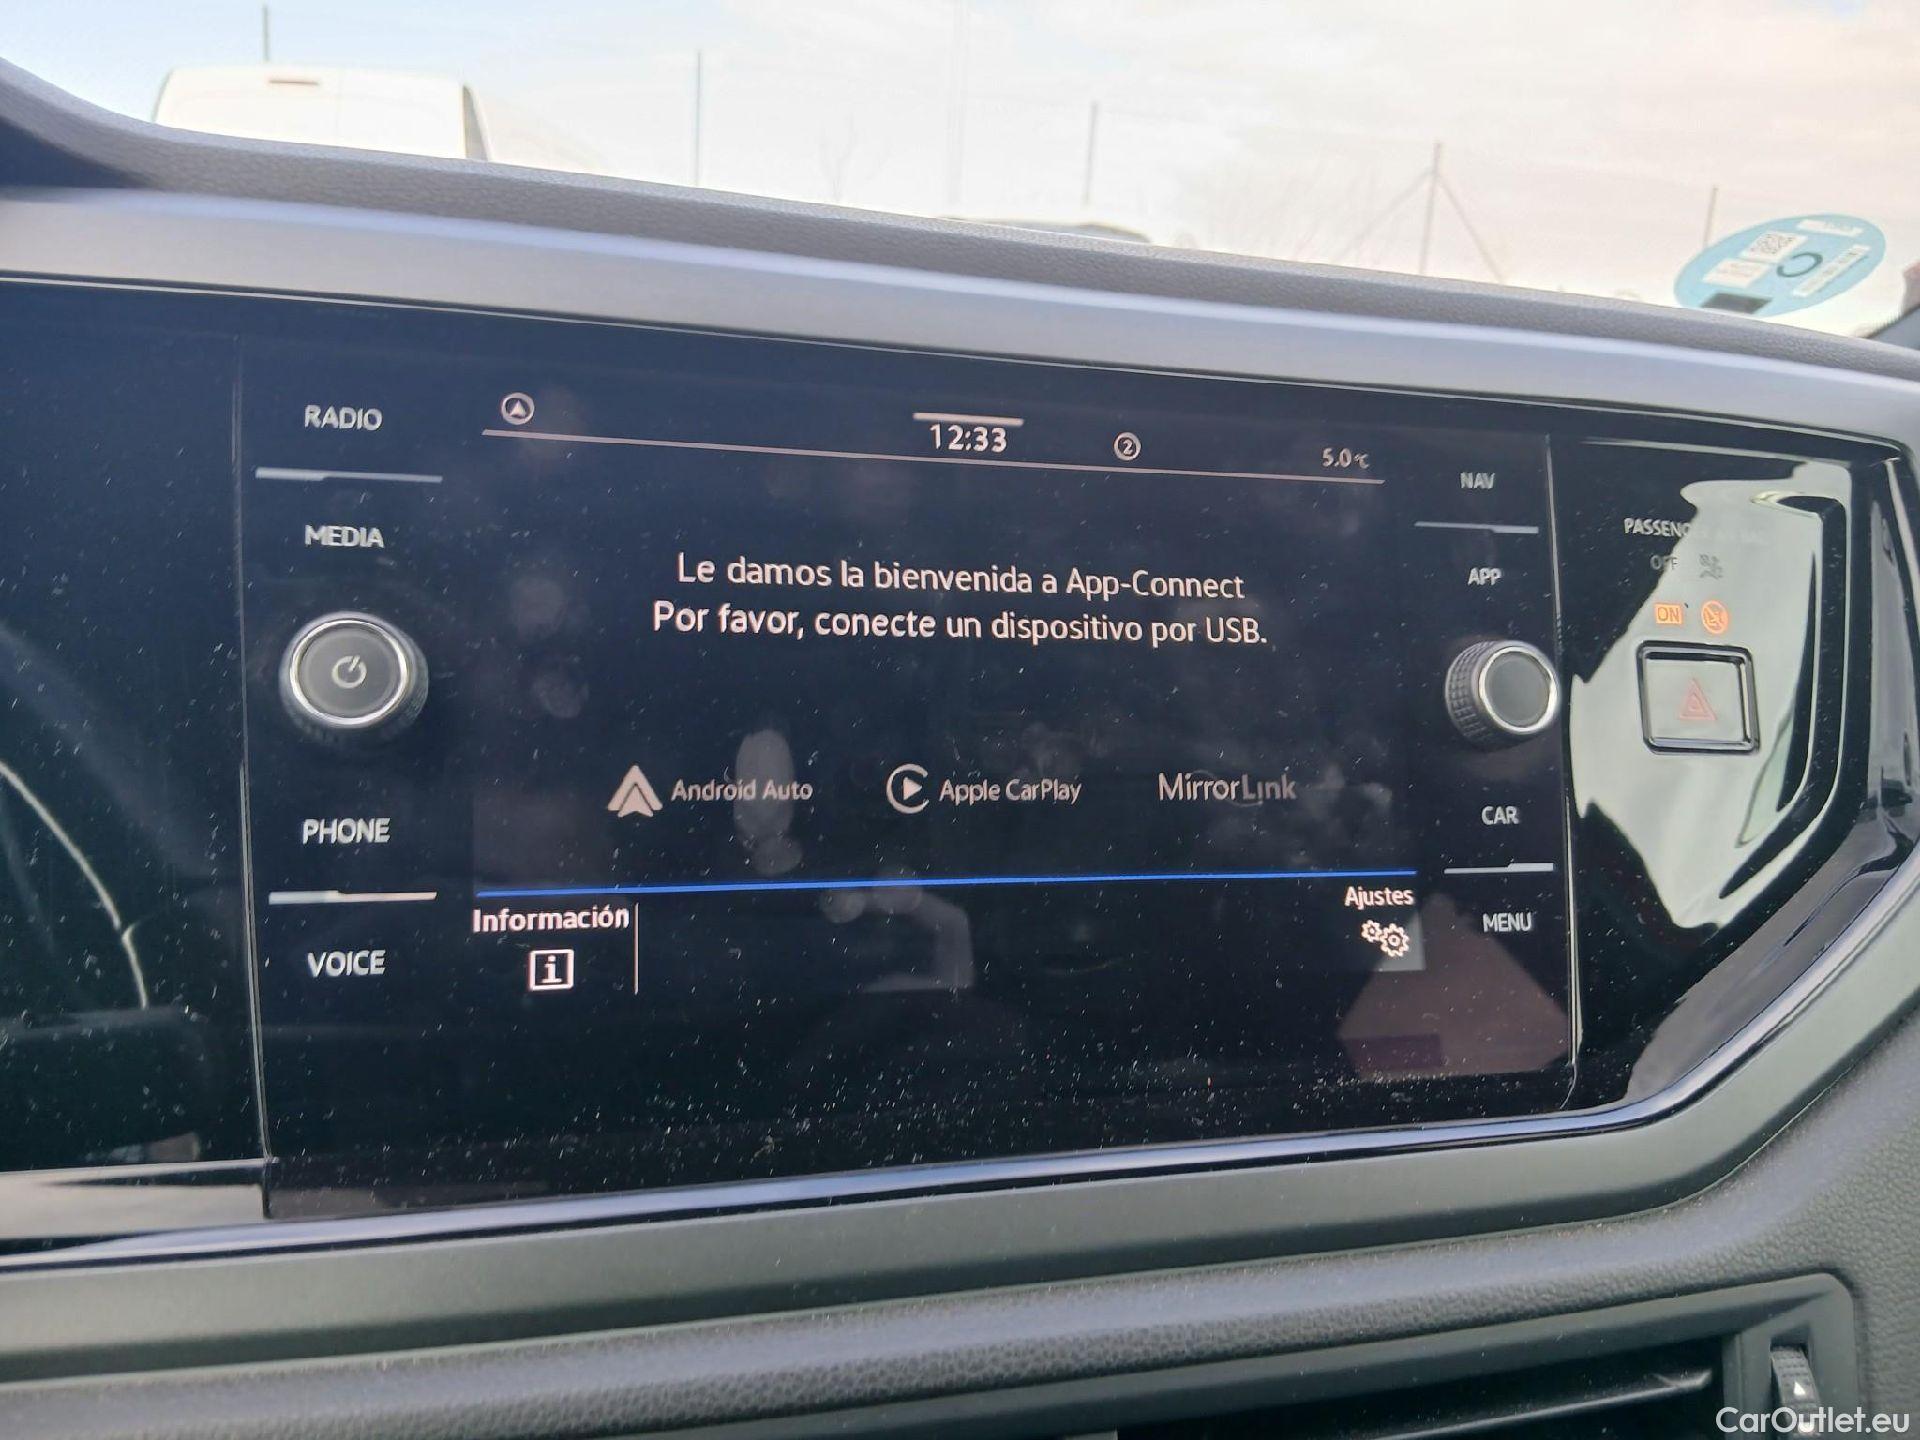 RADIO
MEDIA
PHONE
VOICE
12:33
2
5.0°C
Le damos la bienvenida a App-Connect
Por favor, conecte un dispositivo por USB.
Android Auto
Apple CarPlay
MirrorLink
Información
i
Ajustes
NAV
APP
CAR
MENU
OFF
ON
CarOutlet.eu